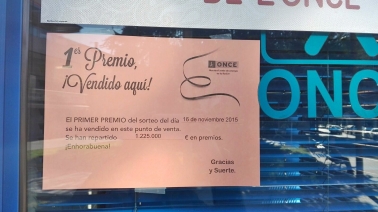 DE L'ONCE
1er Premio,
¡Vendido aquí!
ONCE
EL PRIMER PREMIO del sorteo del día 16 de noviembre 2015
se ha vendido en este punto de venta.
Se han repartido 1.225.000 € en premios.
¡Enhorabuena!
Gracias
y Suerte.
ONC